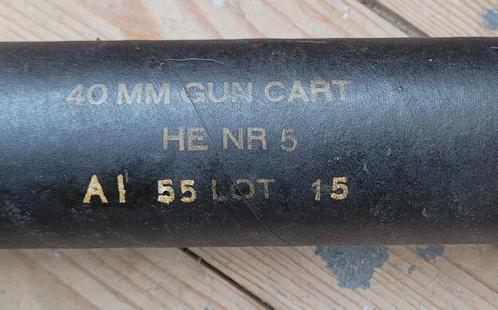 40 MM GUN CART
HE NR 5
AI 55 LOT 15